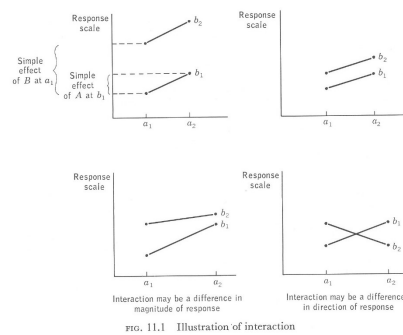 Response
scale
b₂
Simple
effect
of B at a₁
Simple
effect
of A at b₁
b₁
a₁
a₂
Response
scale
b₂
b₁
a₁
a₂
Response
scale
b₂
b₁
a₁
a₂
Interaction may be a difference in
magnitude of response
Response
scale
b₁
b₂
a₁
a₂
Interaction may be a difference
in direction of response
FIG. 11.1 Illustration of interaction